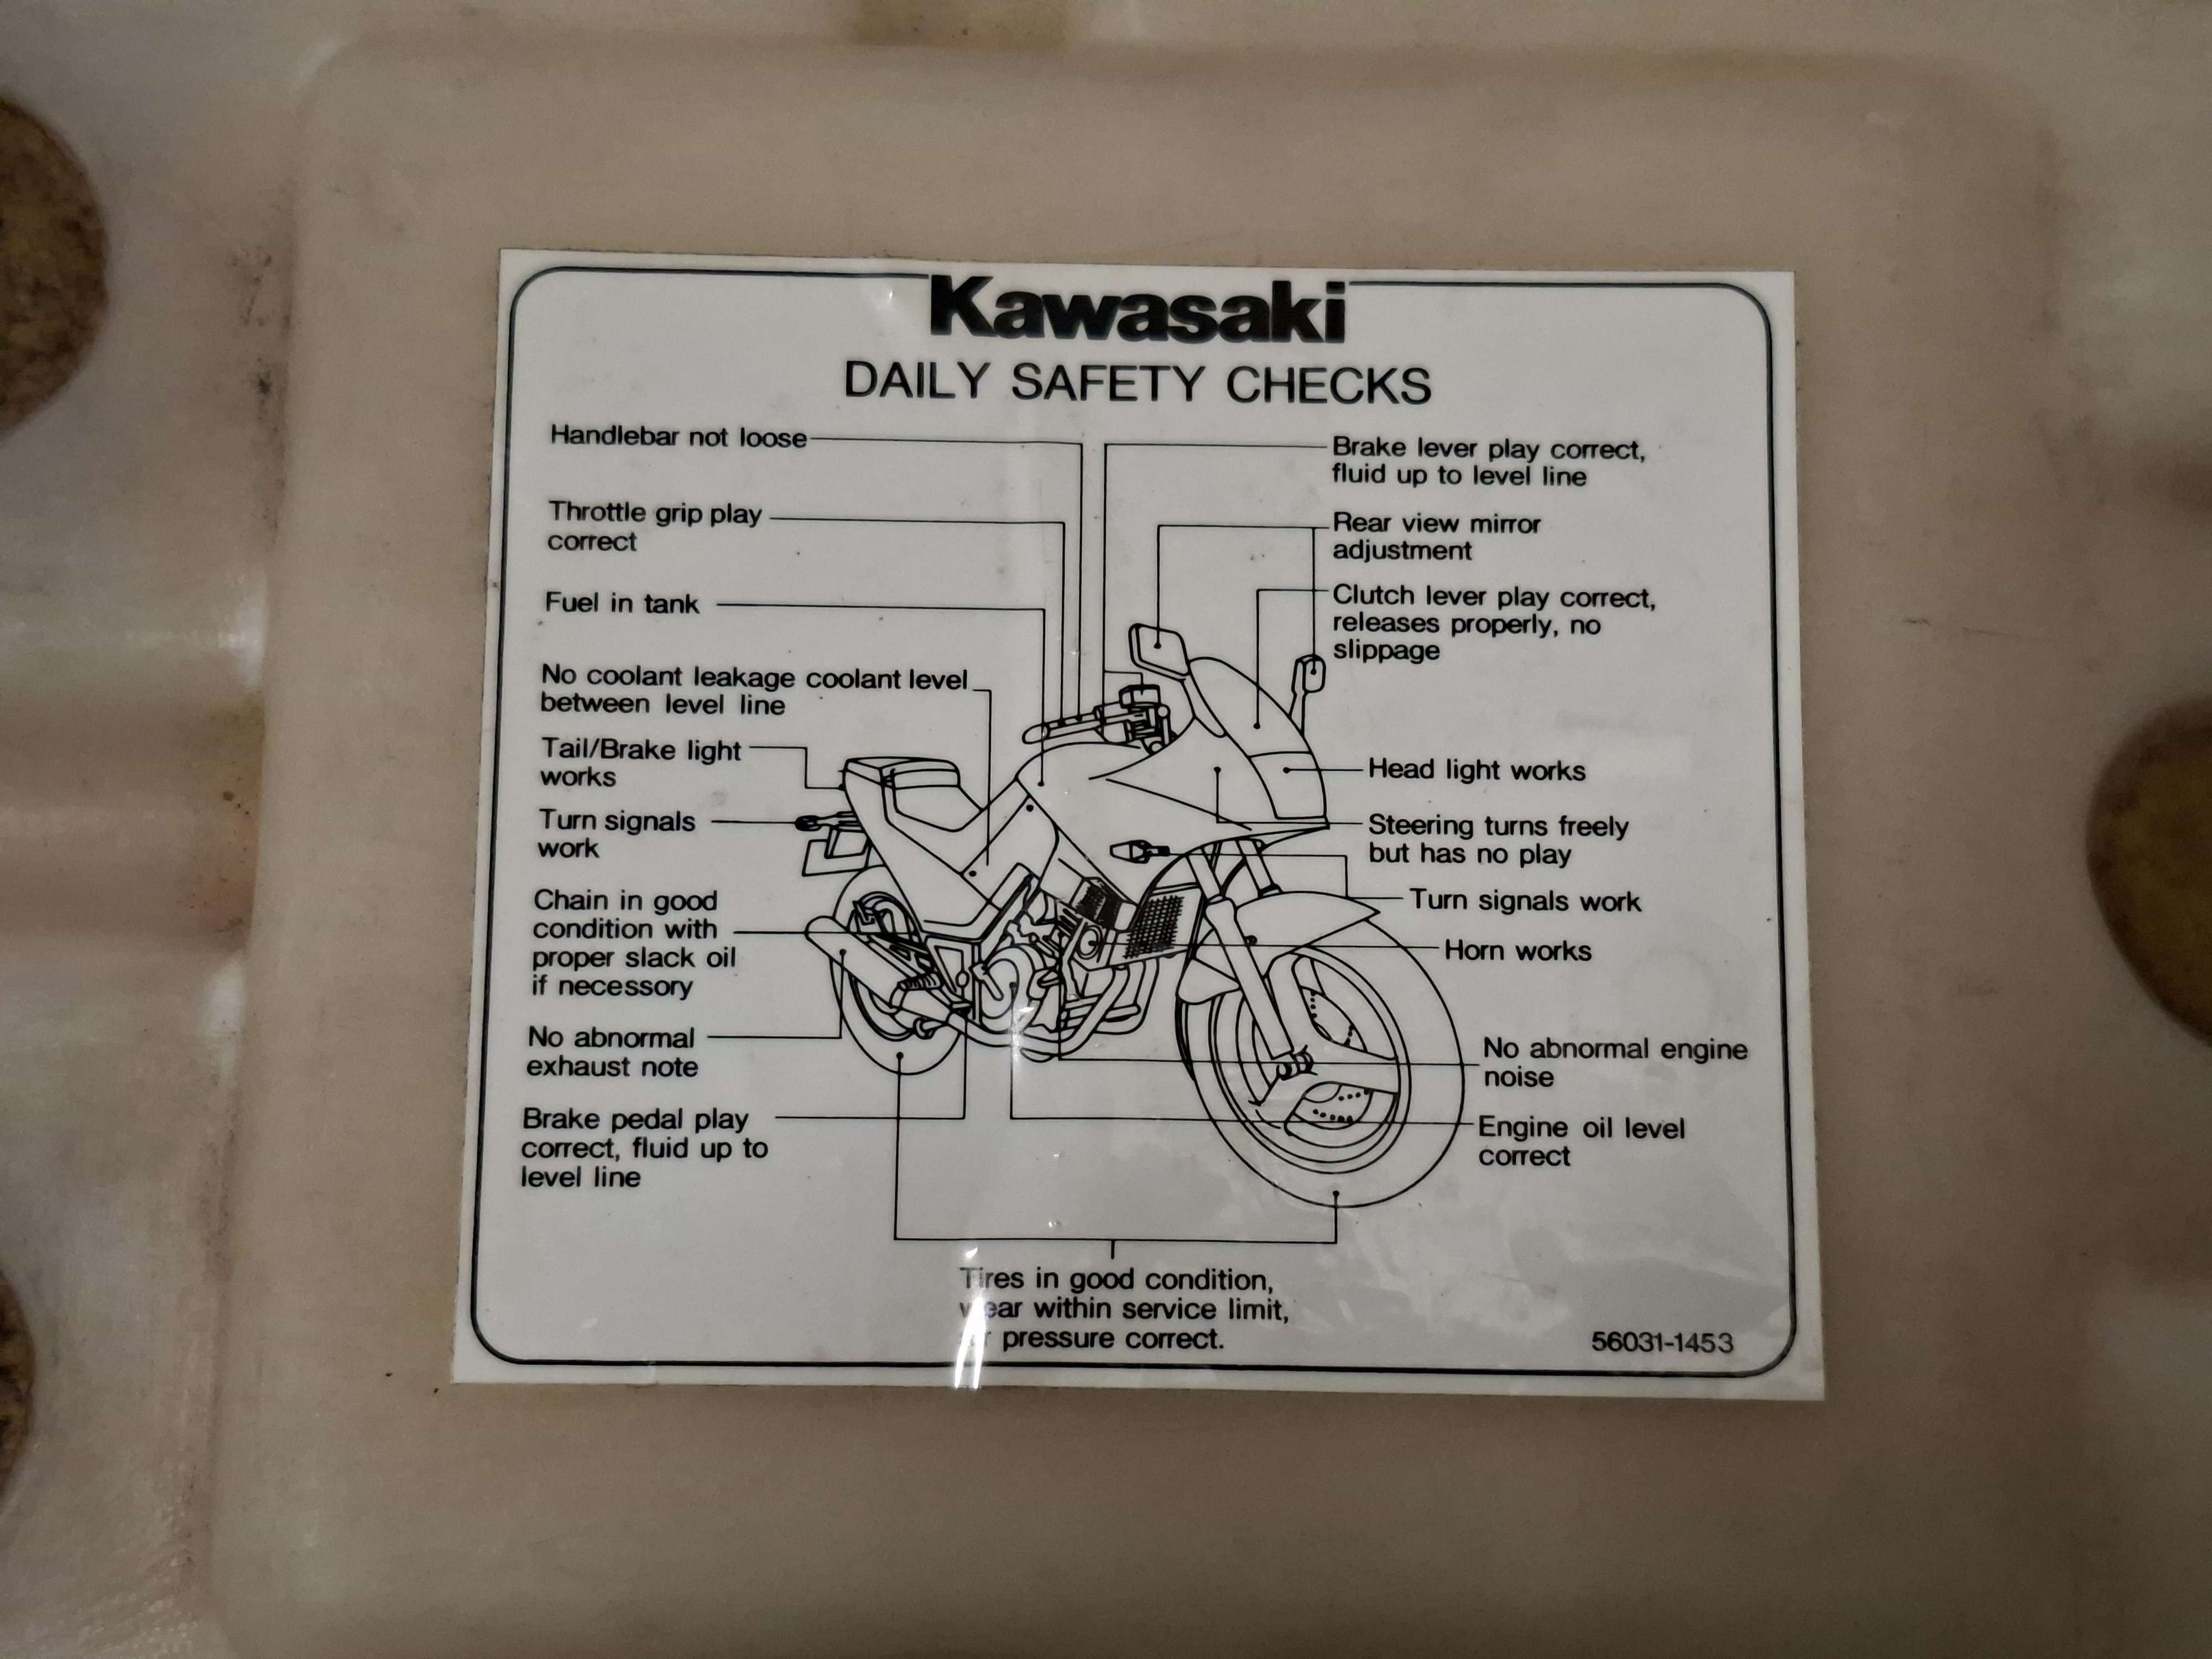 Kawasaki
DAILY SAFETY CHECKS
Handlebar not loose
Throttle grip play
correct
Fuel in tank
No coolant leakage coolant level
between level line
Tail/Brake light
works
Turn signals
work
Chain in good
condition with
proper slack oil
if necessary
No abnormal
exhaust note
Brake pedal play
correct, fluid up to
level line
Brake lever play correct,
fluid up to level line
Rear view mirror
adjustment
Clutch lever play correct,
releases properly, no
slippage
Head light works
Steering turns freely
but has no play
Turn signals work
Horn works
No abnormal engine
noise
Engine oil level
correct
Tires in good condition,
wear within service limit,
pressure correct.
56031-1453